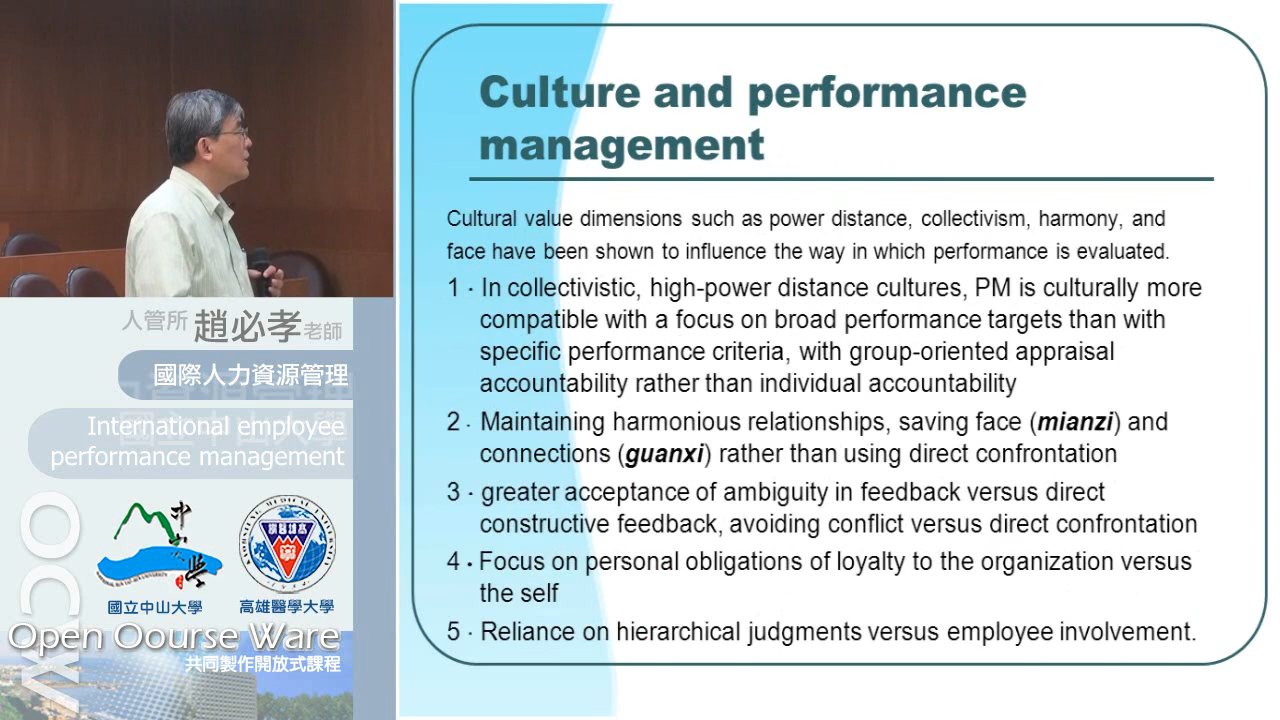 Culture and performance
management
Cultural value dimensions such as power distance, collectivism, harmony, and
face have been shown to influence the way in which performance is evaluated.
1 · In collectivistic, high-power distance cultures, PM is culturally more
compatible with a focus on broad performance targets than with
specific performance criteria, with group-oriented appraisal
accountability rather than individual accountability
2 · Maintaining harmonious relationships, saving face (mianzi) and
connections (guanxi) rather than using direct confrontation
3 · greater acceptance of ambiguity in feedback versus direct
constructive feedback, avoiding conflict versus direct confrontation
4 · Focus on personal obligations of loyalty to the organization versus
the self
5 · Reliance on hierarchical judgments versus employee involvement.
人管所 趙必孝老師
國際人力資源管理
International employee
performance management
OCW
中山大學
國立中山大學
高雄醫學大學
Open Oourse Ware
共同製作開放式課程